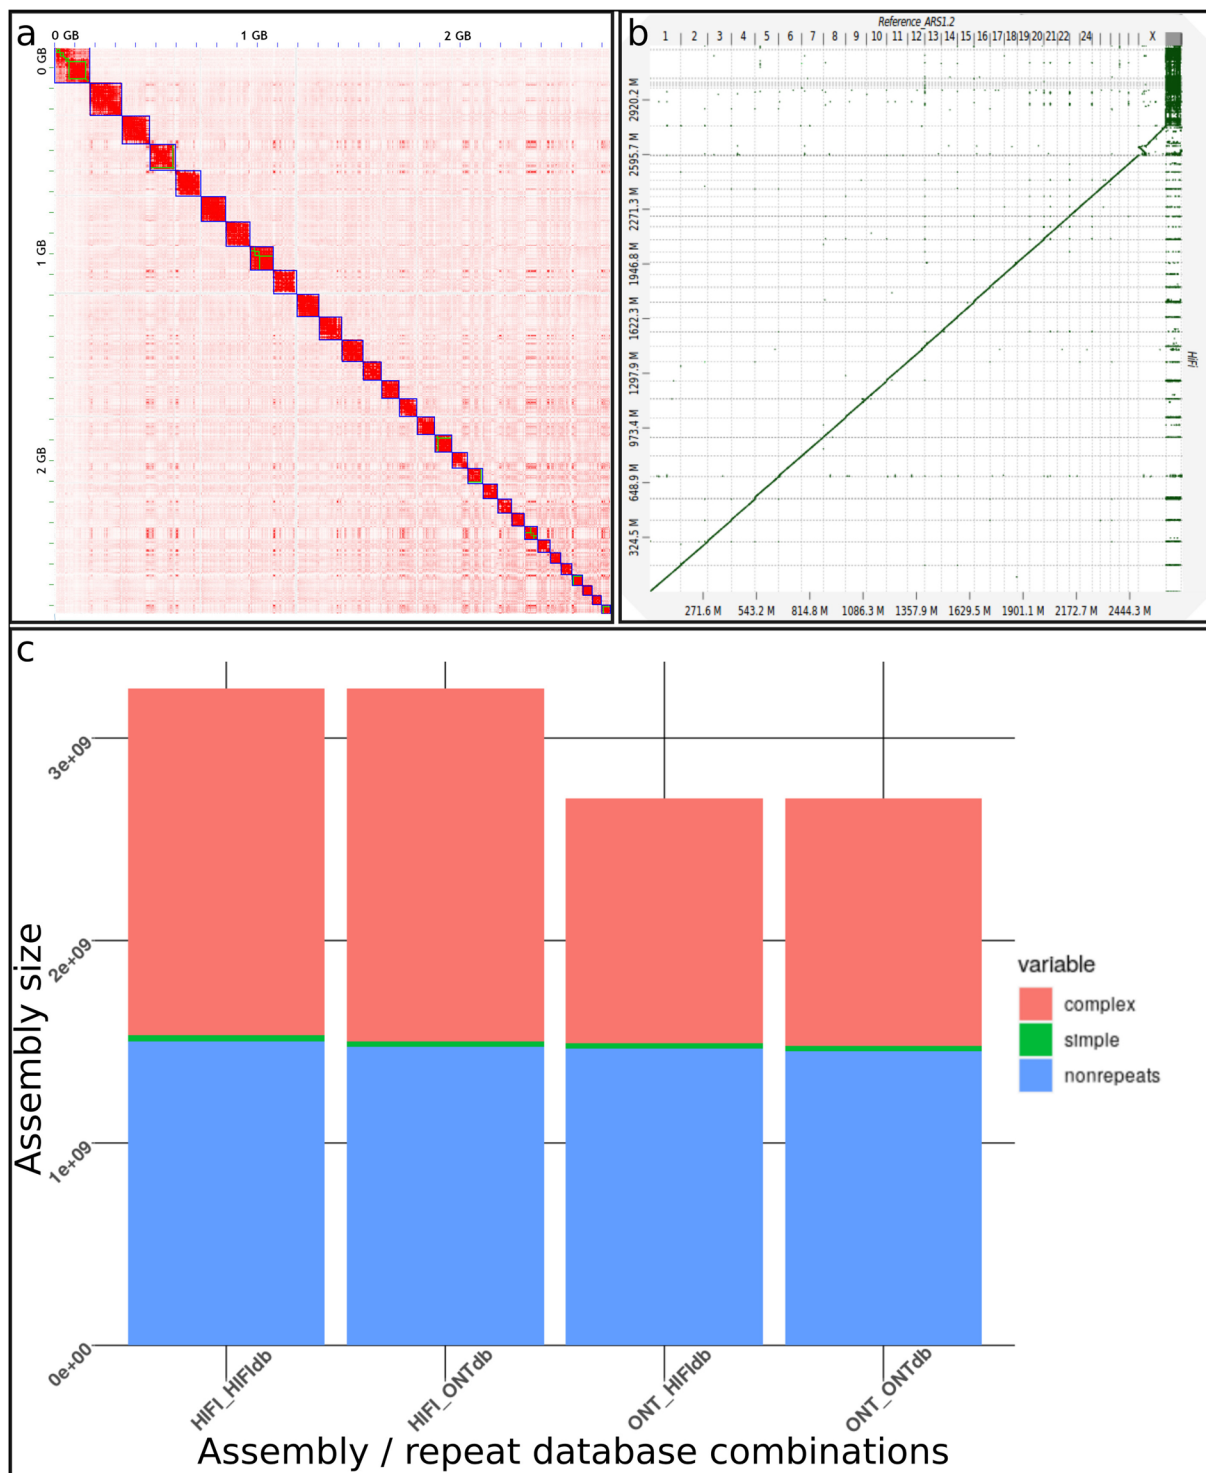 a
0 GB 1 GB 2 GB
0 GB
1 GB
2 GB
b
Reference_ARS1.2
1 2 3 4 5 6 7 8 9 10 11 12 13 14 15 16 17 18 19 20 21 22 24 X
2920.2 M
2595.7 M
2271.3 M
1946.8 M
1622.3 M
1297.9 M
973.4 M
648.9 M
324.5 M
HiFi
271.6 M 543.2 M 814.8 M 1086.3 M 1357.9 M 1629.5 M 1901.1 M 2172.7 M 2444.3 M
c
3e+09
2e+09
1e+09
0e+00
Assembly size
variable
complex
simple
nonrepeats
HIFI_HIFIdb
HIFI_ONTdb
ONT_HIFIdb
ONT_ONTdb
Assembly / repeat database combinations